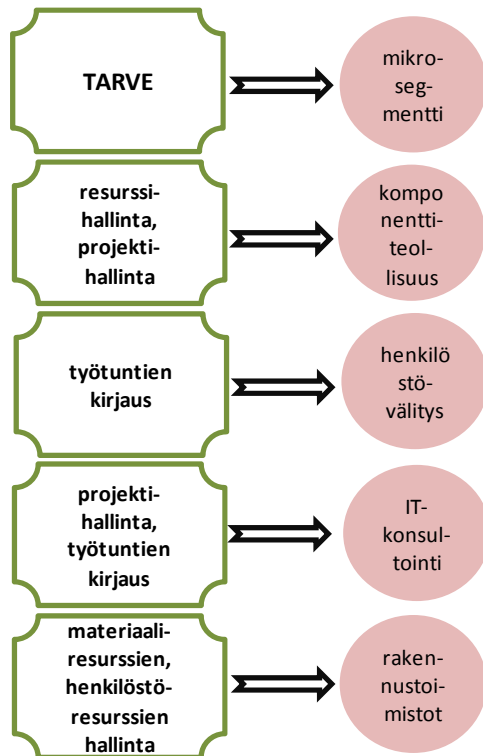 TARVE
mikro-
seg-
mentti
resurssi-
hallinta,
projekti-
hallinta
kompo
nentti-
teol-
lisuus
työtuntien
kirjaus
henkilö
stö-
välitys
projekti-
hallinta,
työtuntien
kirjaus
IT-
konsul-
tointi
materiaali-
resurssien,
henkilöstö-
resurssien
hallinta
raken-
nustoi-
mistot